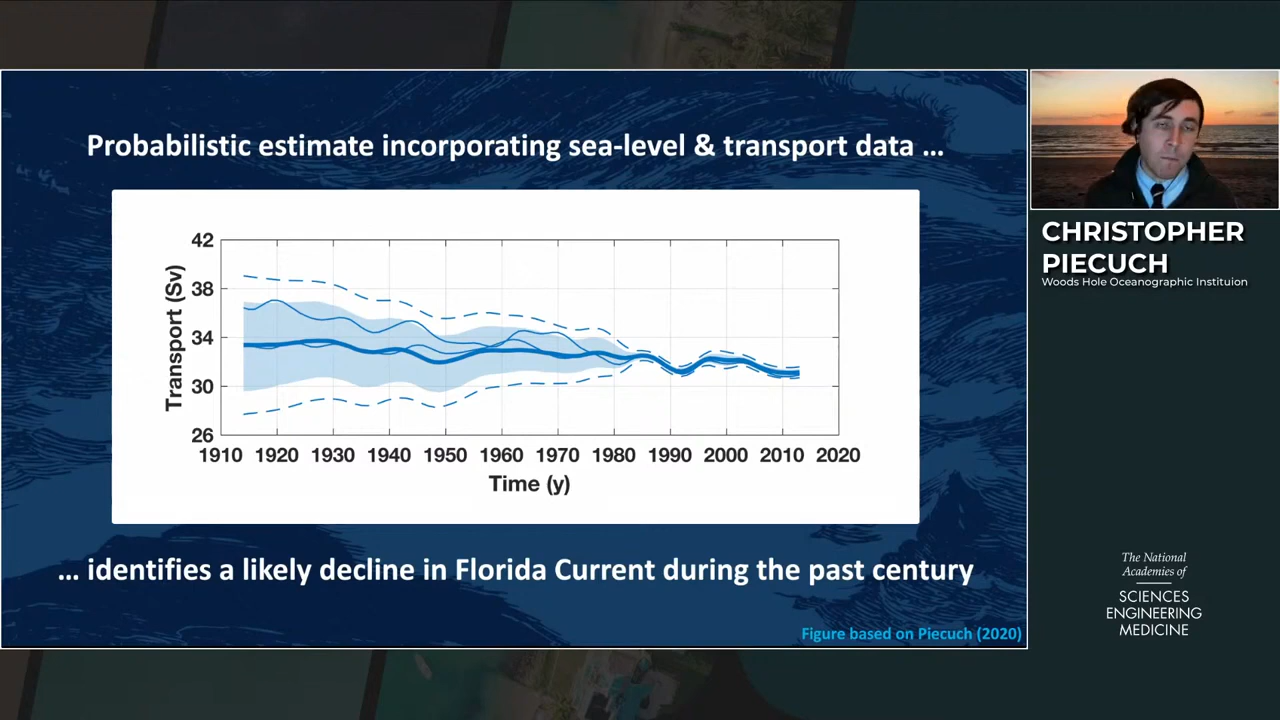 Probabilistic estimate incorporating sea-level & transport data ...
42
38
34
30
26
Transport (Sv)
1910 1920 1930 1940 1950 1960 1970 1980 1990 2000 2010 2020
Time (y)
... identifies a likely decline in Florida Current during the past century
Figure based on Piecuch (2020)
CHRISTOPHER
PIECUCH
Woods Hole Oceanographic Instituion
The National
Academies of
SCIENCES
ENGINEERING
MEDICINE